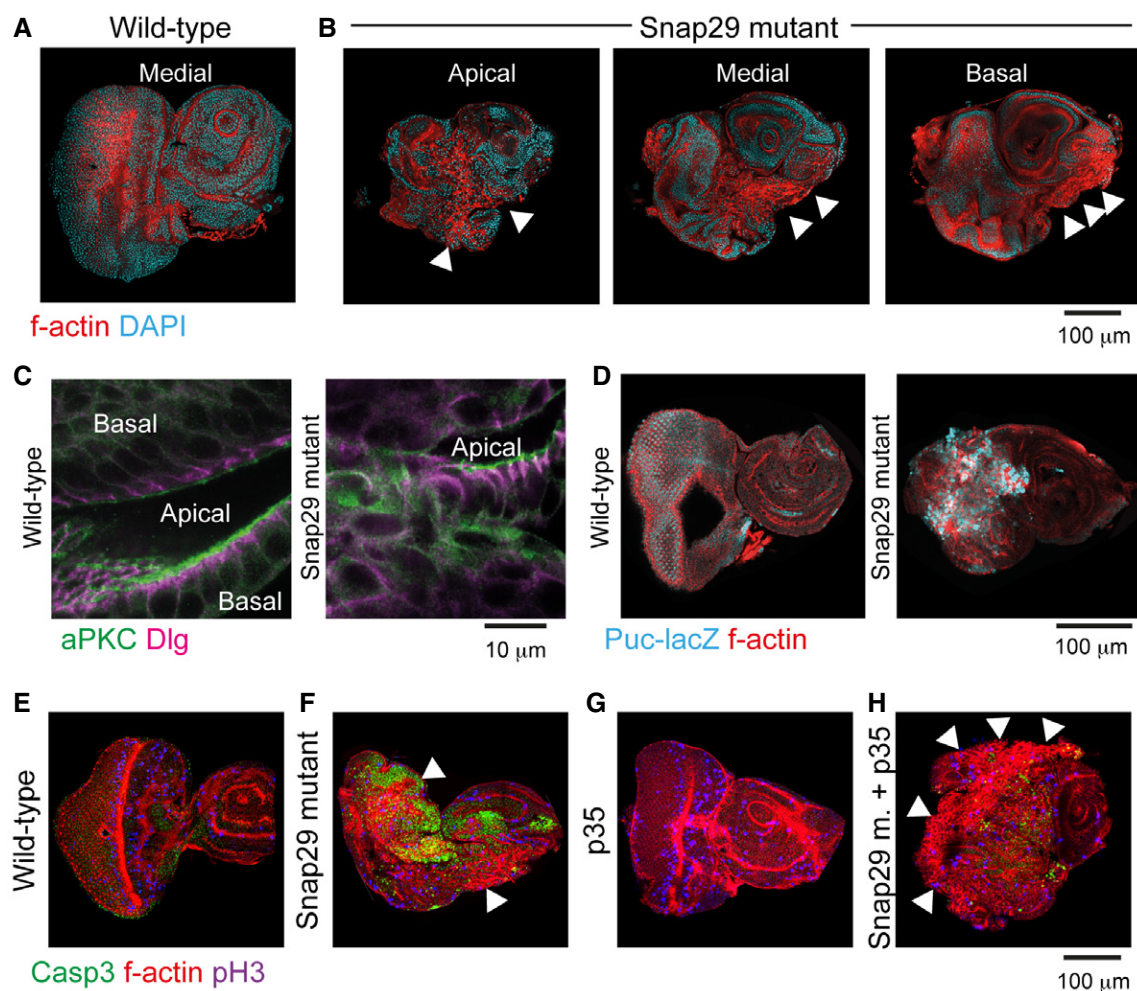 A
Wild-type
Medial
B
Snap29 mutant
Apical
Medial
Basal
f-actin DAPI
100 μm
C
Wild-type
Basal
Apical
Basal
Snap29 mutant
Apical
aPKC Dlg
10 μm
D
Wild-type
Snap29 mutant
Puc-lacZ f-actin
100 μm
E
Wild-type
F
Snap29 mutant
G
p35
H
Snap29 m. + p35
Casp3 f-actin pH3
100 μm